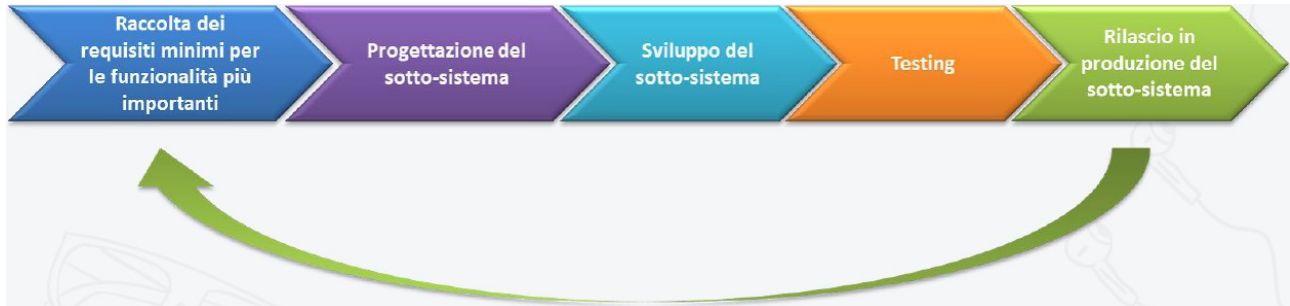 Raccolta dei
requisiti minimi per
le funzionalità più
importanti
Progettazione del
sotto-sistema
Sviluppo del
sotto-sistema
Testing
Rilascio in
produzione del
sotto-sistema